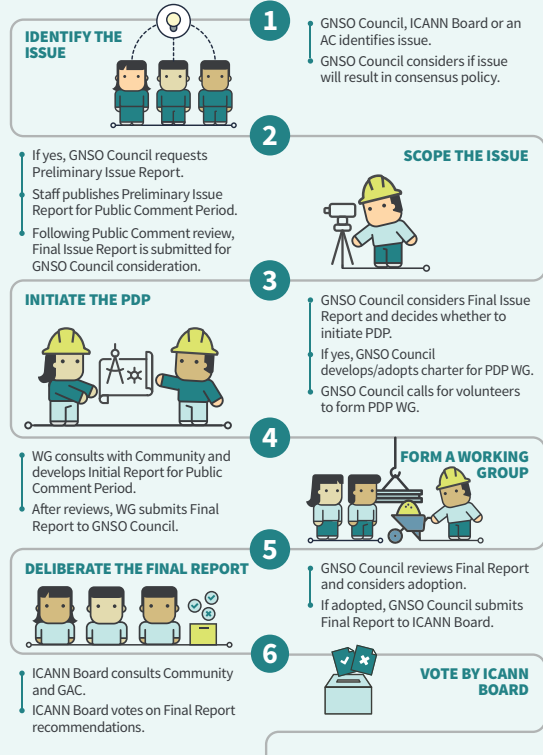 1
IDENTIFY THE
ISSUE
GNSO Council, ICANN Board or an
AC identifies issue.
GNSO Council considers if issue
will result in consensus policy.
2
If yes, GNSO Council requests
Preliminary Issue Report.
Staff publishes Preliminary Issue
Report for Public Comment Period.
Following Public Comment review,
Final Issue Report is submitted for
GNSO Council consideration.
SCOPE THE ISSUE
3
INITIATE THE PDP
GNSO Council considers Final Issue
Report and decides whether to
initiate PDP.
If yes, GNSO Council
develops/adopts charter for PDP WG.
GNSO Council calls for volunteers
to form PDP WG.
4
WG consults with Community and
develops Initial Report for Public
Comment Period.
After reviews, WG submits Final
Report to GNSO Council.
FORM A WORKING
GROUP
5
DELIBERATE THE FINAL REPORT
GNSO Council reviews Final Report
and considers adoption.
If adopted, GNSO Council submits
Final Report to ICANN Board.
6
ICANN Board consults Community
and GAC.
ICANN Board votes on Final Report
recommendations.
VOTE BY ICANN
BOARD